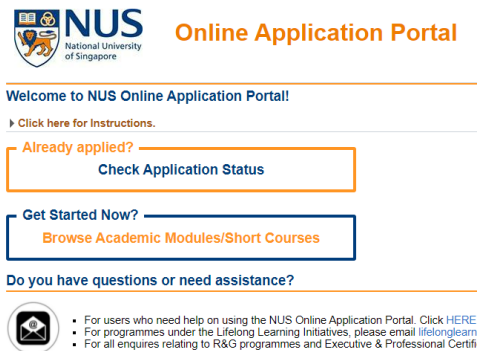 NUS
National University
of Singapore
Online Application Portal
Welcome to NUS Online Application Portal!
Click here for Instructions.
Already applied?
Check Application Status
Get Started Now?
Browse Academic Modules/Short Courses
Do you have questions or need assistance?
For users who need help on using the NUS Online Application Portal. Click HERE
For programmes under the Lifelong Learning Initiatives, please email lifelonglearn
For all enquires relating to R&G programmes and Executive & Professional Certifi